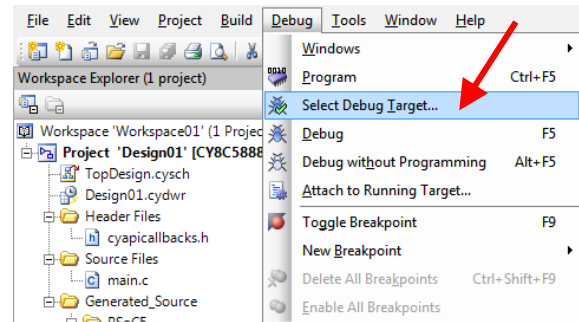 File Edit View Project Build Debug Tools Window Help
Workspace Explorer (1 project)
Workspace 'Workspace01' (1 Projec
Project 'Design01' [CY8C5888
TopDesign.cysch
Design01.cydwr
Header Files
cyapicallbacks.h
Source Files
main.c
Generated_Source
PSoC5
Windows
Program Ctrl+F5
Select Debug Target...
Debug F5
Debug without Programming Alt+F5
Attach to Running Target...
Toggle Breakpoint F9
New Breakpoint
Delete All Breakpoints Ctrl+Shift+F9
Enable All Breakpoints